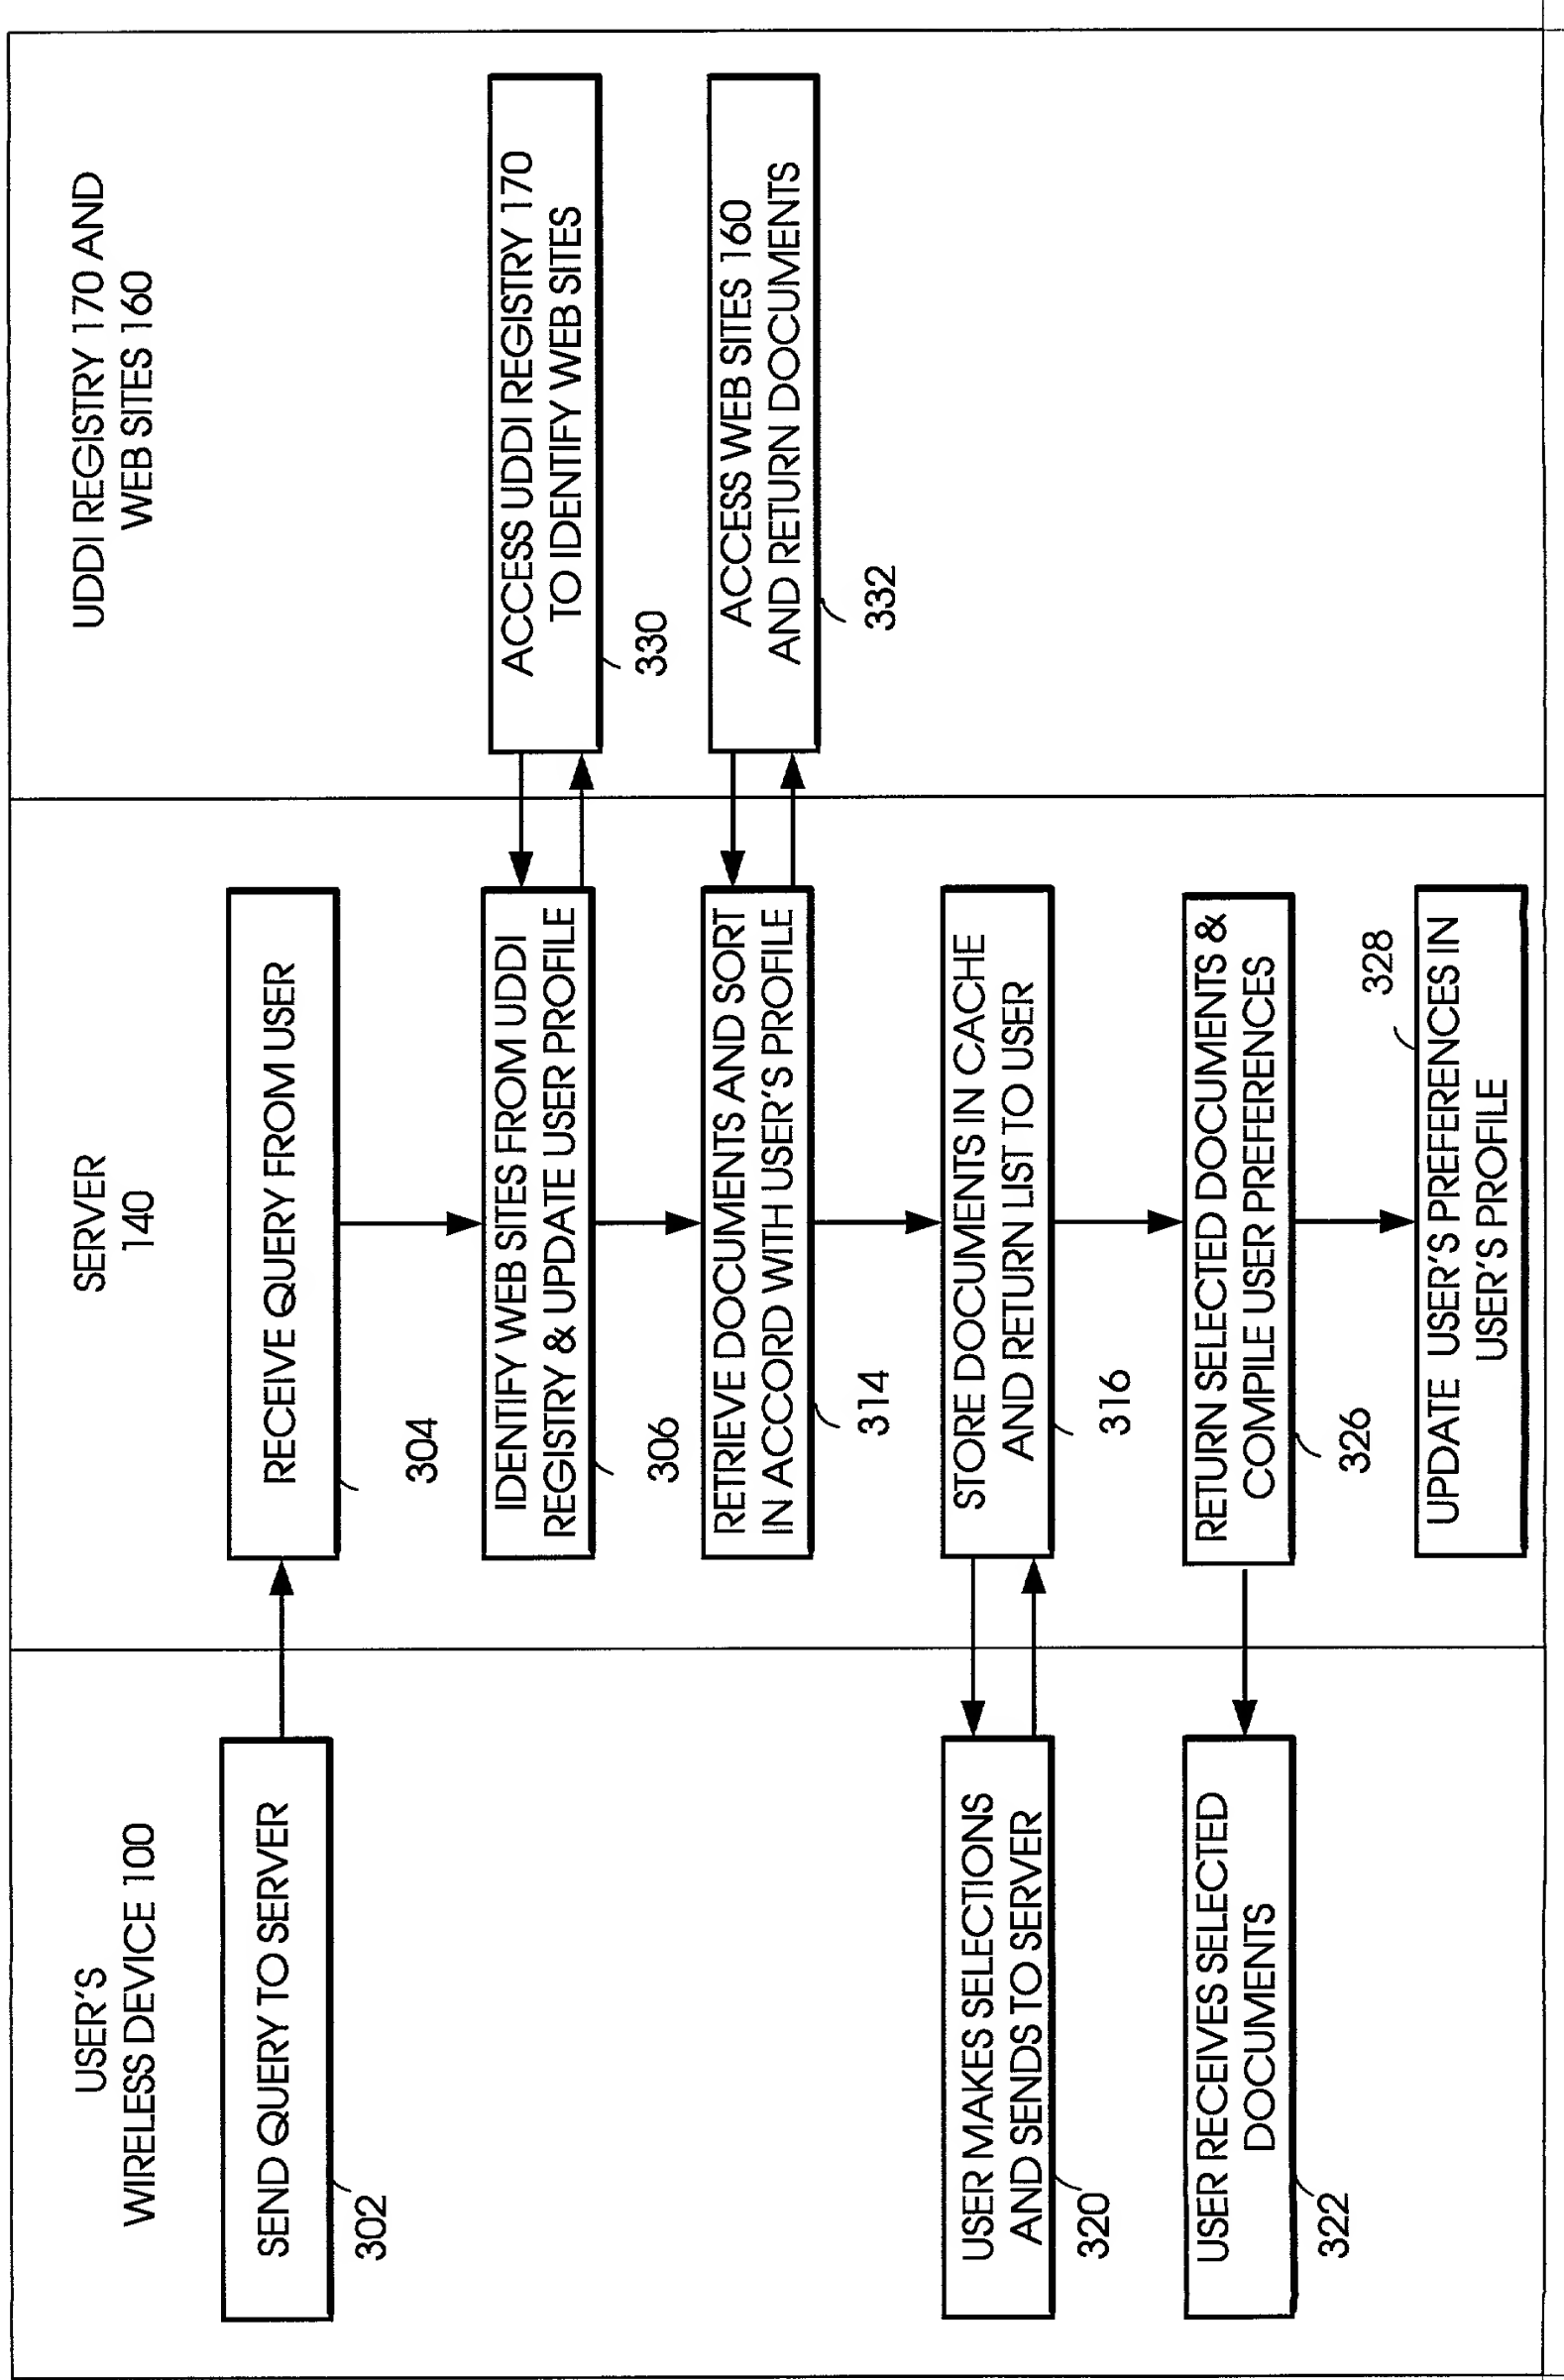 USER'S
WIRELESS DEVICE 100
SERVER
140
UDDI REGISTRY 170 AND
WEB SITES 160
SEND QUERY TO SERVER
302
RECEIVE QUERY FROM USER
304
IDENTIFY WEB SITES FROM UDDI
REGISTRY & UPDATE USER PROFILE
306
ACCESS UDDI REGISTRY 170
TO IDENTIFY WEB SITES
330
RETRIEVE DOCUMENTS AND SORT
IN ACCORD WITH USER'S PROFILE
314
ACCESS WEB SITES 160
AND RETURN DOCUMENTS
332
USER MAKES SELECTIONS
AND SENDS TO SERVER
320
STORE DOCUMENTS IN CACHE
AND RETURN LIST TO USER
316
USER RECEIVES SELECTED
DOCUMENTS
322
RETURN SELECTED DOCUMENTS &
COMPILE USER PREFERENCES
326
328
UPDATE USER'S PREFERENCES IN
USER'S PROFILE